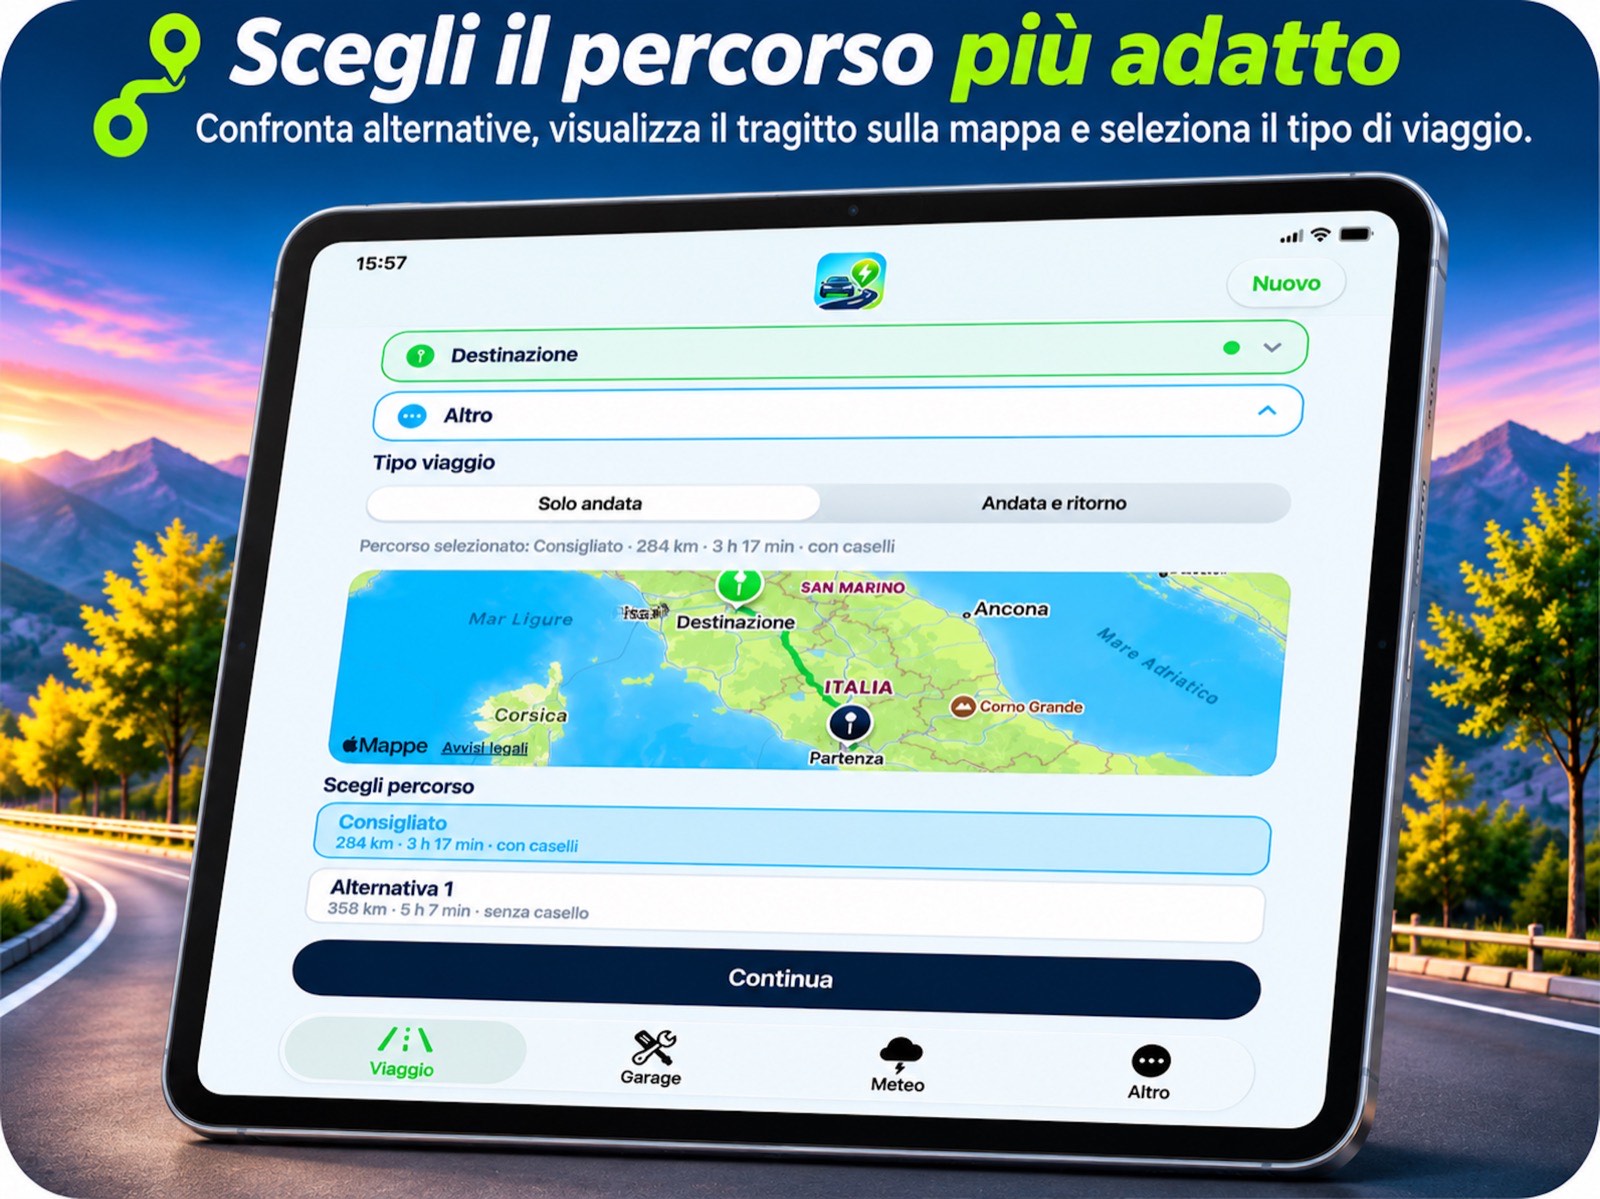 Scegli il percorso più adatto
Confronta alternative, visualizza il tragitto sulla mappa e seleziona il tipo di viaggio.
15:57
Nuovo
Destinazione
Altro
Tipo viaggio
Solo andata
Andata e ritorno
Percorso selezionato: Consigliato · 284 km · 3 h 17 min · con caselli
SAN MARINO
Mar Ligure
Destinazione
Ancona
Mare Adriatico
ITALIA
Corno Grande
Corsica
Mappe
Avvisi legali
Partenza
Scegli percorso
Consigliato
284 km · 3 h 17 min · con caselli
Alternativa 1
358 km · 5 h 7 min · senza casello
Continua
Viaggio
Garage
Meteo
Altro